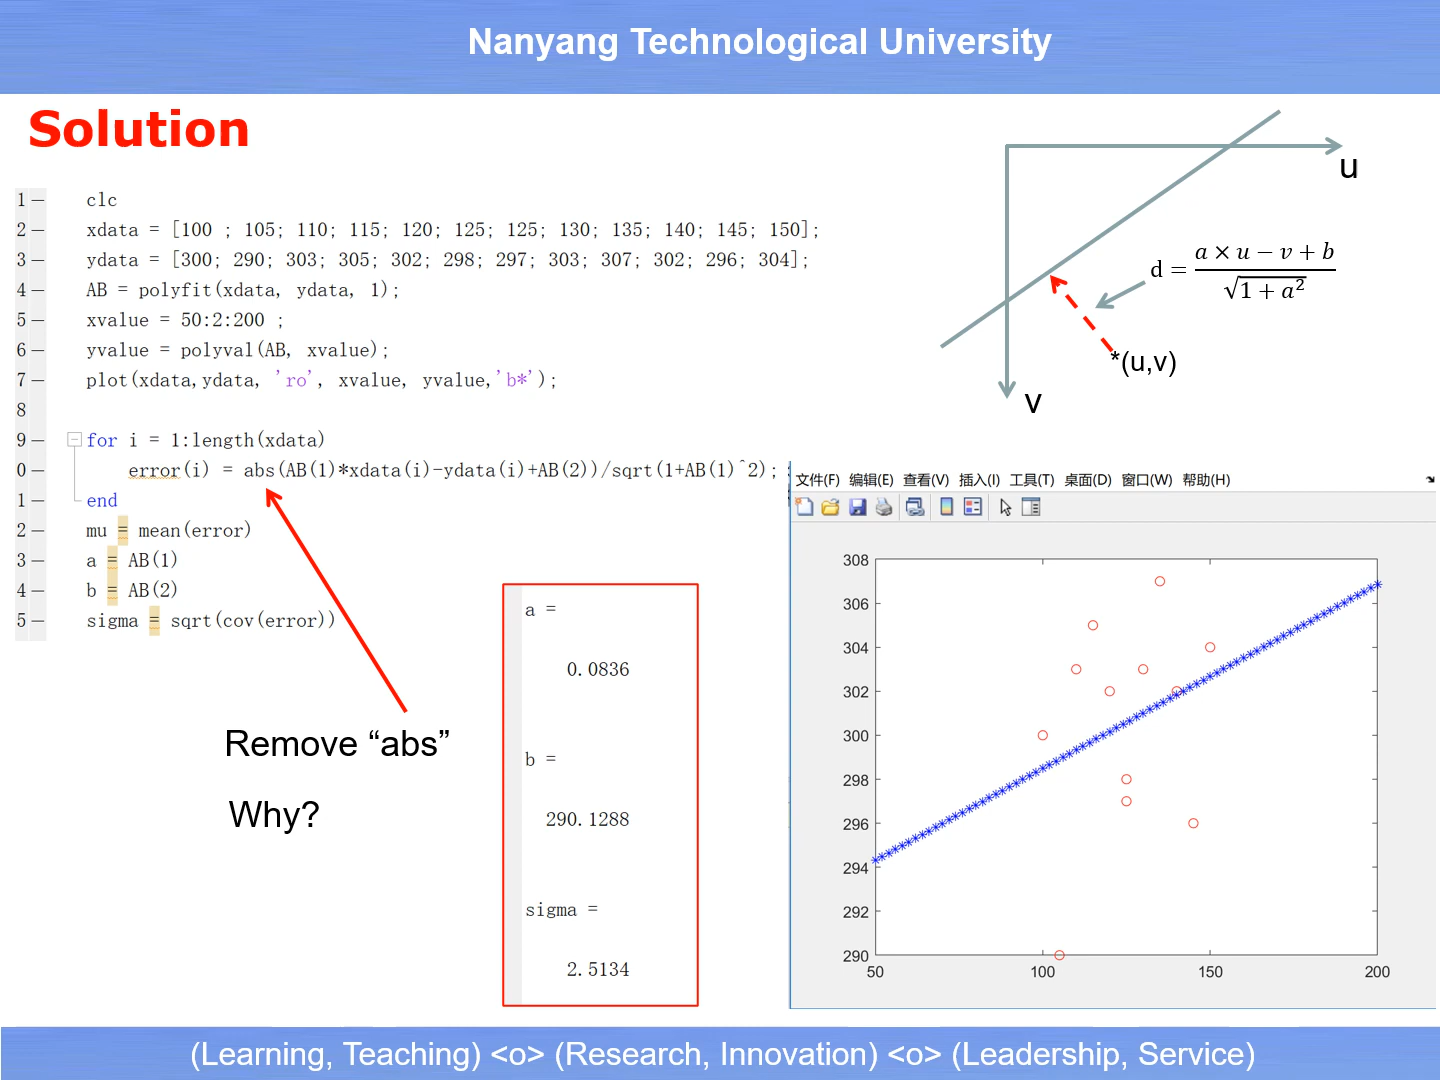 Nanyang Technological University
Solution
1 — clc
2 — xdata = [100 ; 105; 110; 115; 120; 125; 125; 130; 135; 140; 145; 150];
3 — ydata = [300; 290; 303; 305; 302; 298; 297; 303; 307; 302; 296; 304];
4 — AB = polyfit(xdata, ydata, 1);
5 — xvalue = 50:2:200 ;
6 — yvalue = polyval(AB, xvalue);
7 — plot(xdata,ydata, 'ro', xvalue, yvalue,'b*');
8
9 — for i = 1:length(xdata)
0 — error(i) = abs(AB(1)*xdata(i)-ydata(i)+AB(2))/sqrt(1+AB(1)^2);
1 — end
2 — mu = mean(error)
3 — a = AB(1)
4 — b = AB(2)
5 — sigma = sqrt(cov(error))
Remove “abs”
Why?
a =
0.0836
b =
290.1288
sigma =
2.5134
u
d = (a × u − v + b) / √(1 + a²)
*(u,v)
v
文件(F) 编辑(E) 查看(V) 插入(I) 工具(T) 桌面(D) 窗口(W) 帮助(H)
308
306
304
302
300
298
296
294
292
290
50 100 150 200
(Learning, Teaching) <o> (Research, Innovation) <o> (Leadership, Service)